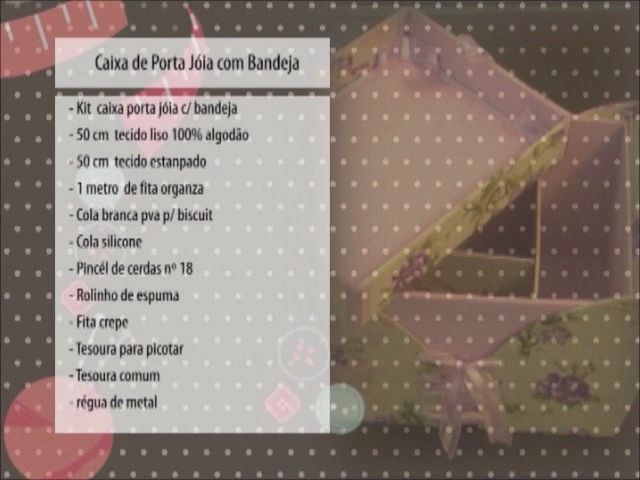 Caixa de Porta Jóia com Bandeja
- Kit caixa porta jóia c/ bandeja
- 50 cm tecido liso 100% algodão
- 50 cm tecido estanpado
- 1 metro de fita organza
- Cola branca pva p/ biscuit
- Cola silicone
- Pincél de cerdas nº 18
- Rolinho de espuma
- Fita crepe
- Tesoura para picotar
- Tesoura comum
- régua de metal